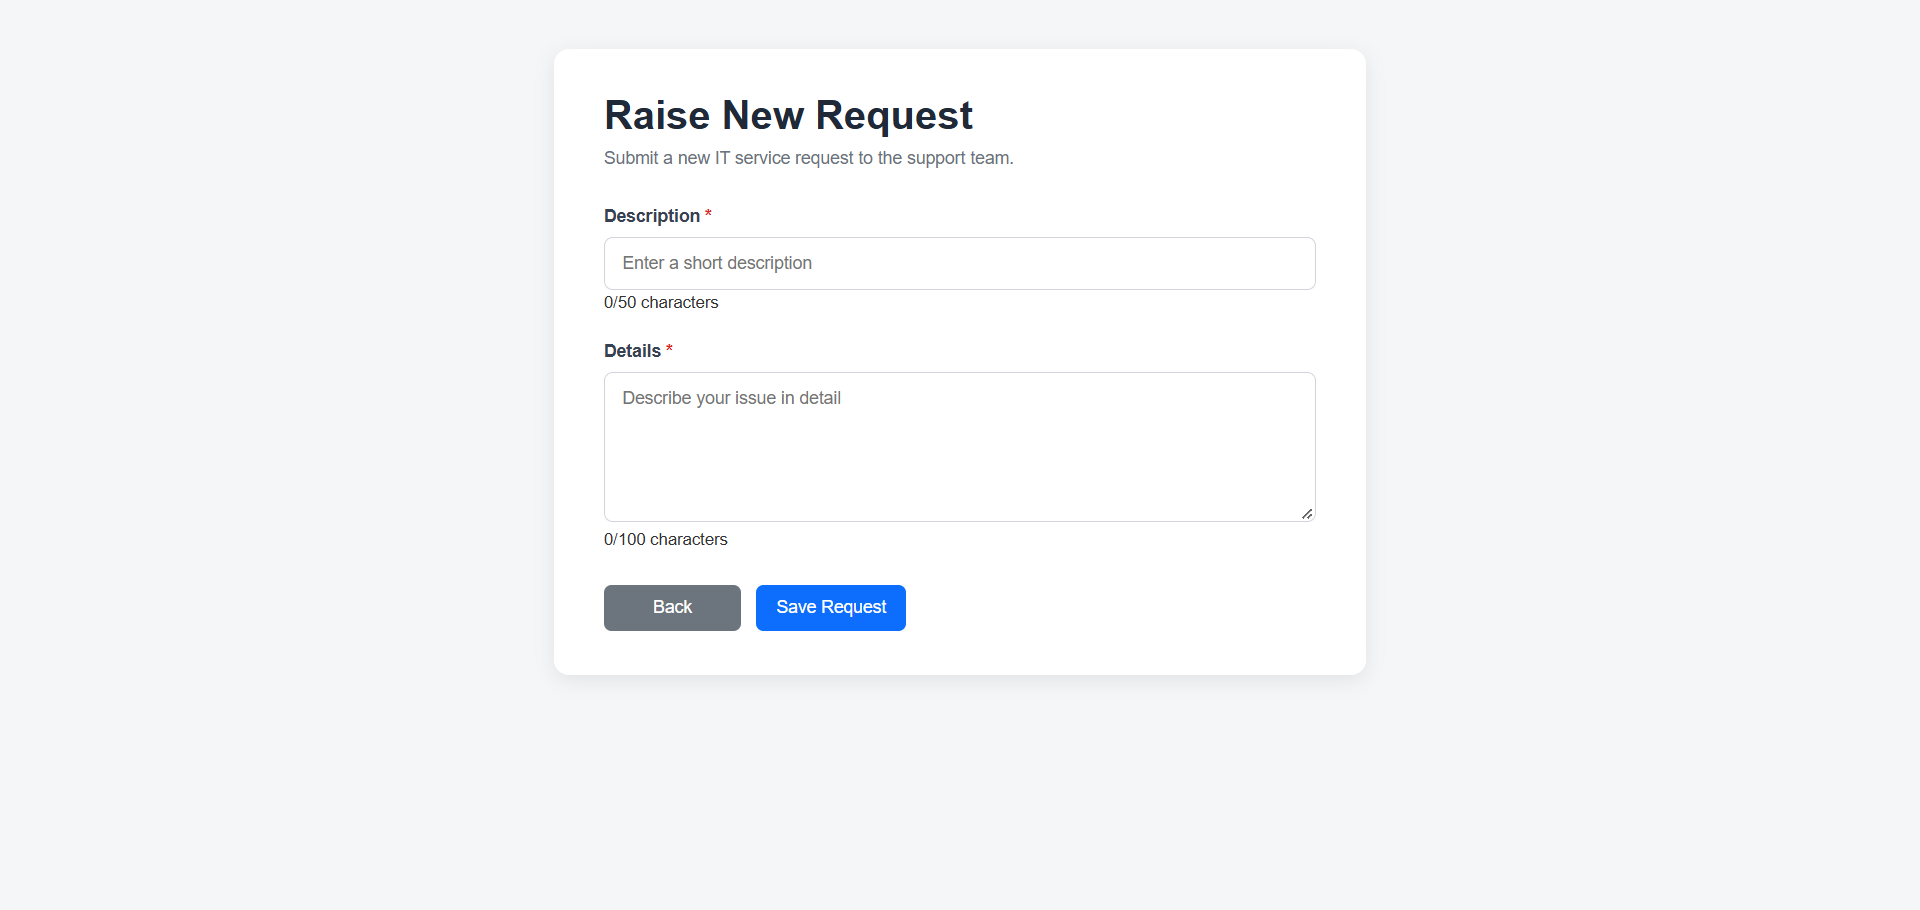 Raise New Request
Submit a new IT service request to the support team.
Description *
Enter a short description
0/50 characters
Details *
Describe your issue in detail
0/100 characters
Back
Save Request